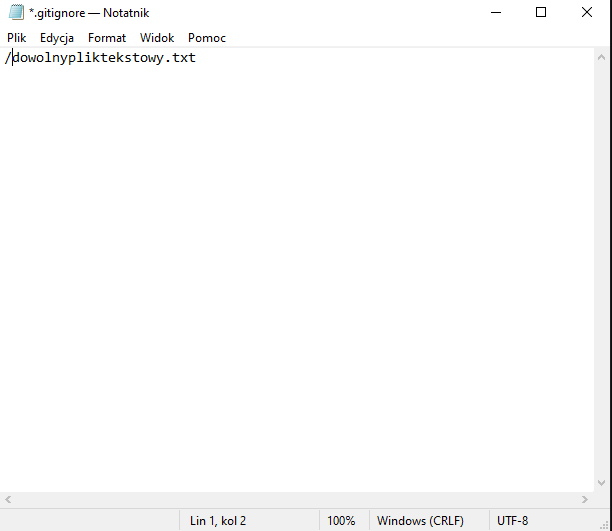 *.gitignore — Notatnik
Plik Edycja Format Widok Pomoc
/dowolnypliktekstowy.txt
Lin 1, kol 2 100% Windows (CRLF) UTF-8